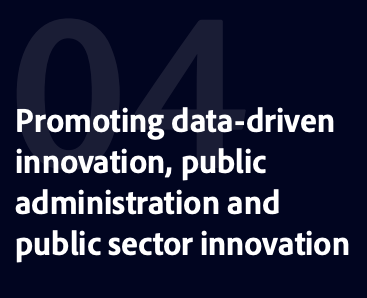 04
Promoting data-driven
innovation, public
administration and
public sector innovation